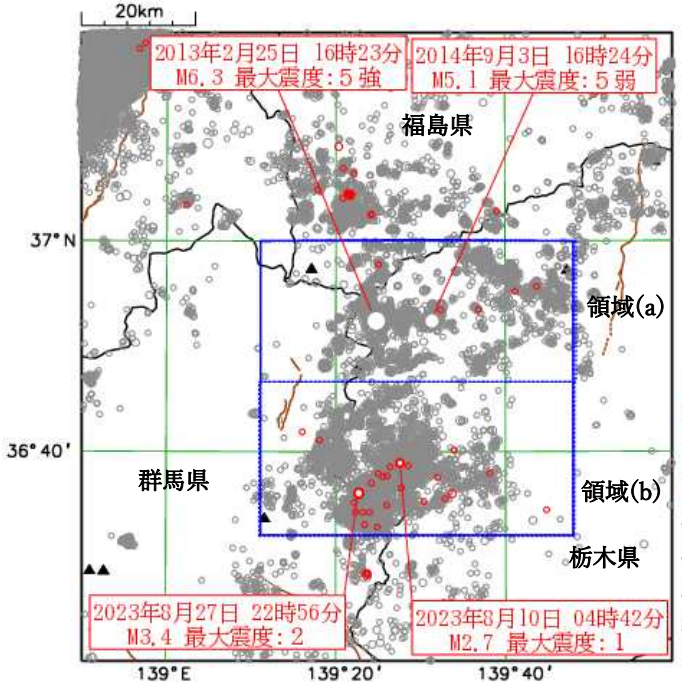 20km
2013年2月25日 16時23分
M6.3 最大震度:5強
2014年9月3日 16時24分
M5.1 最大震度:5弱
福島県
37°N
領域(a)
36°40′
群馬県
領域(b)
栃木県
2023年8月27日 22時56分
M3.4 最大震度:2
2023年8月10日 04時42分
M2.7 最大震度:1
139°E
139°20′
139°40′